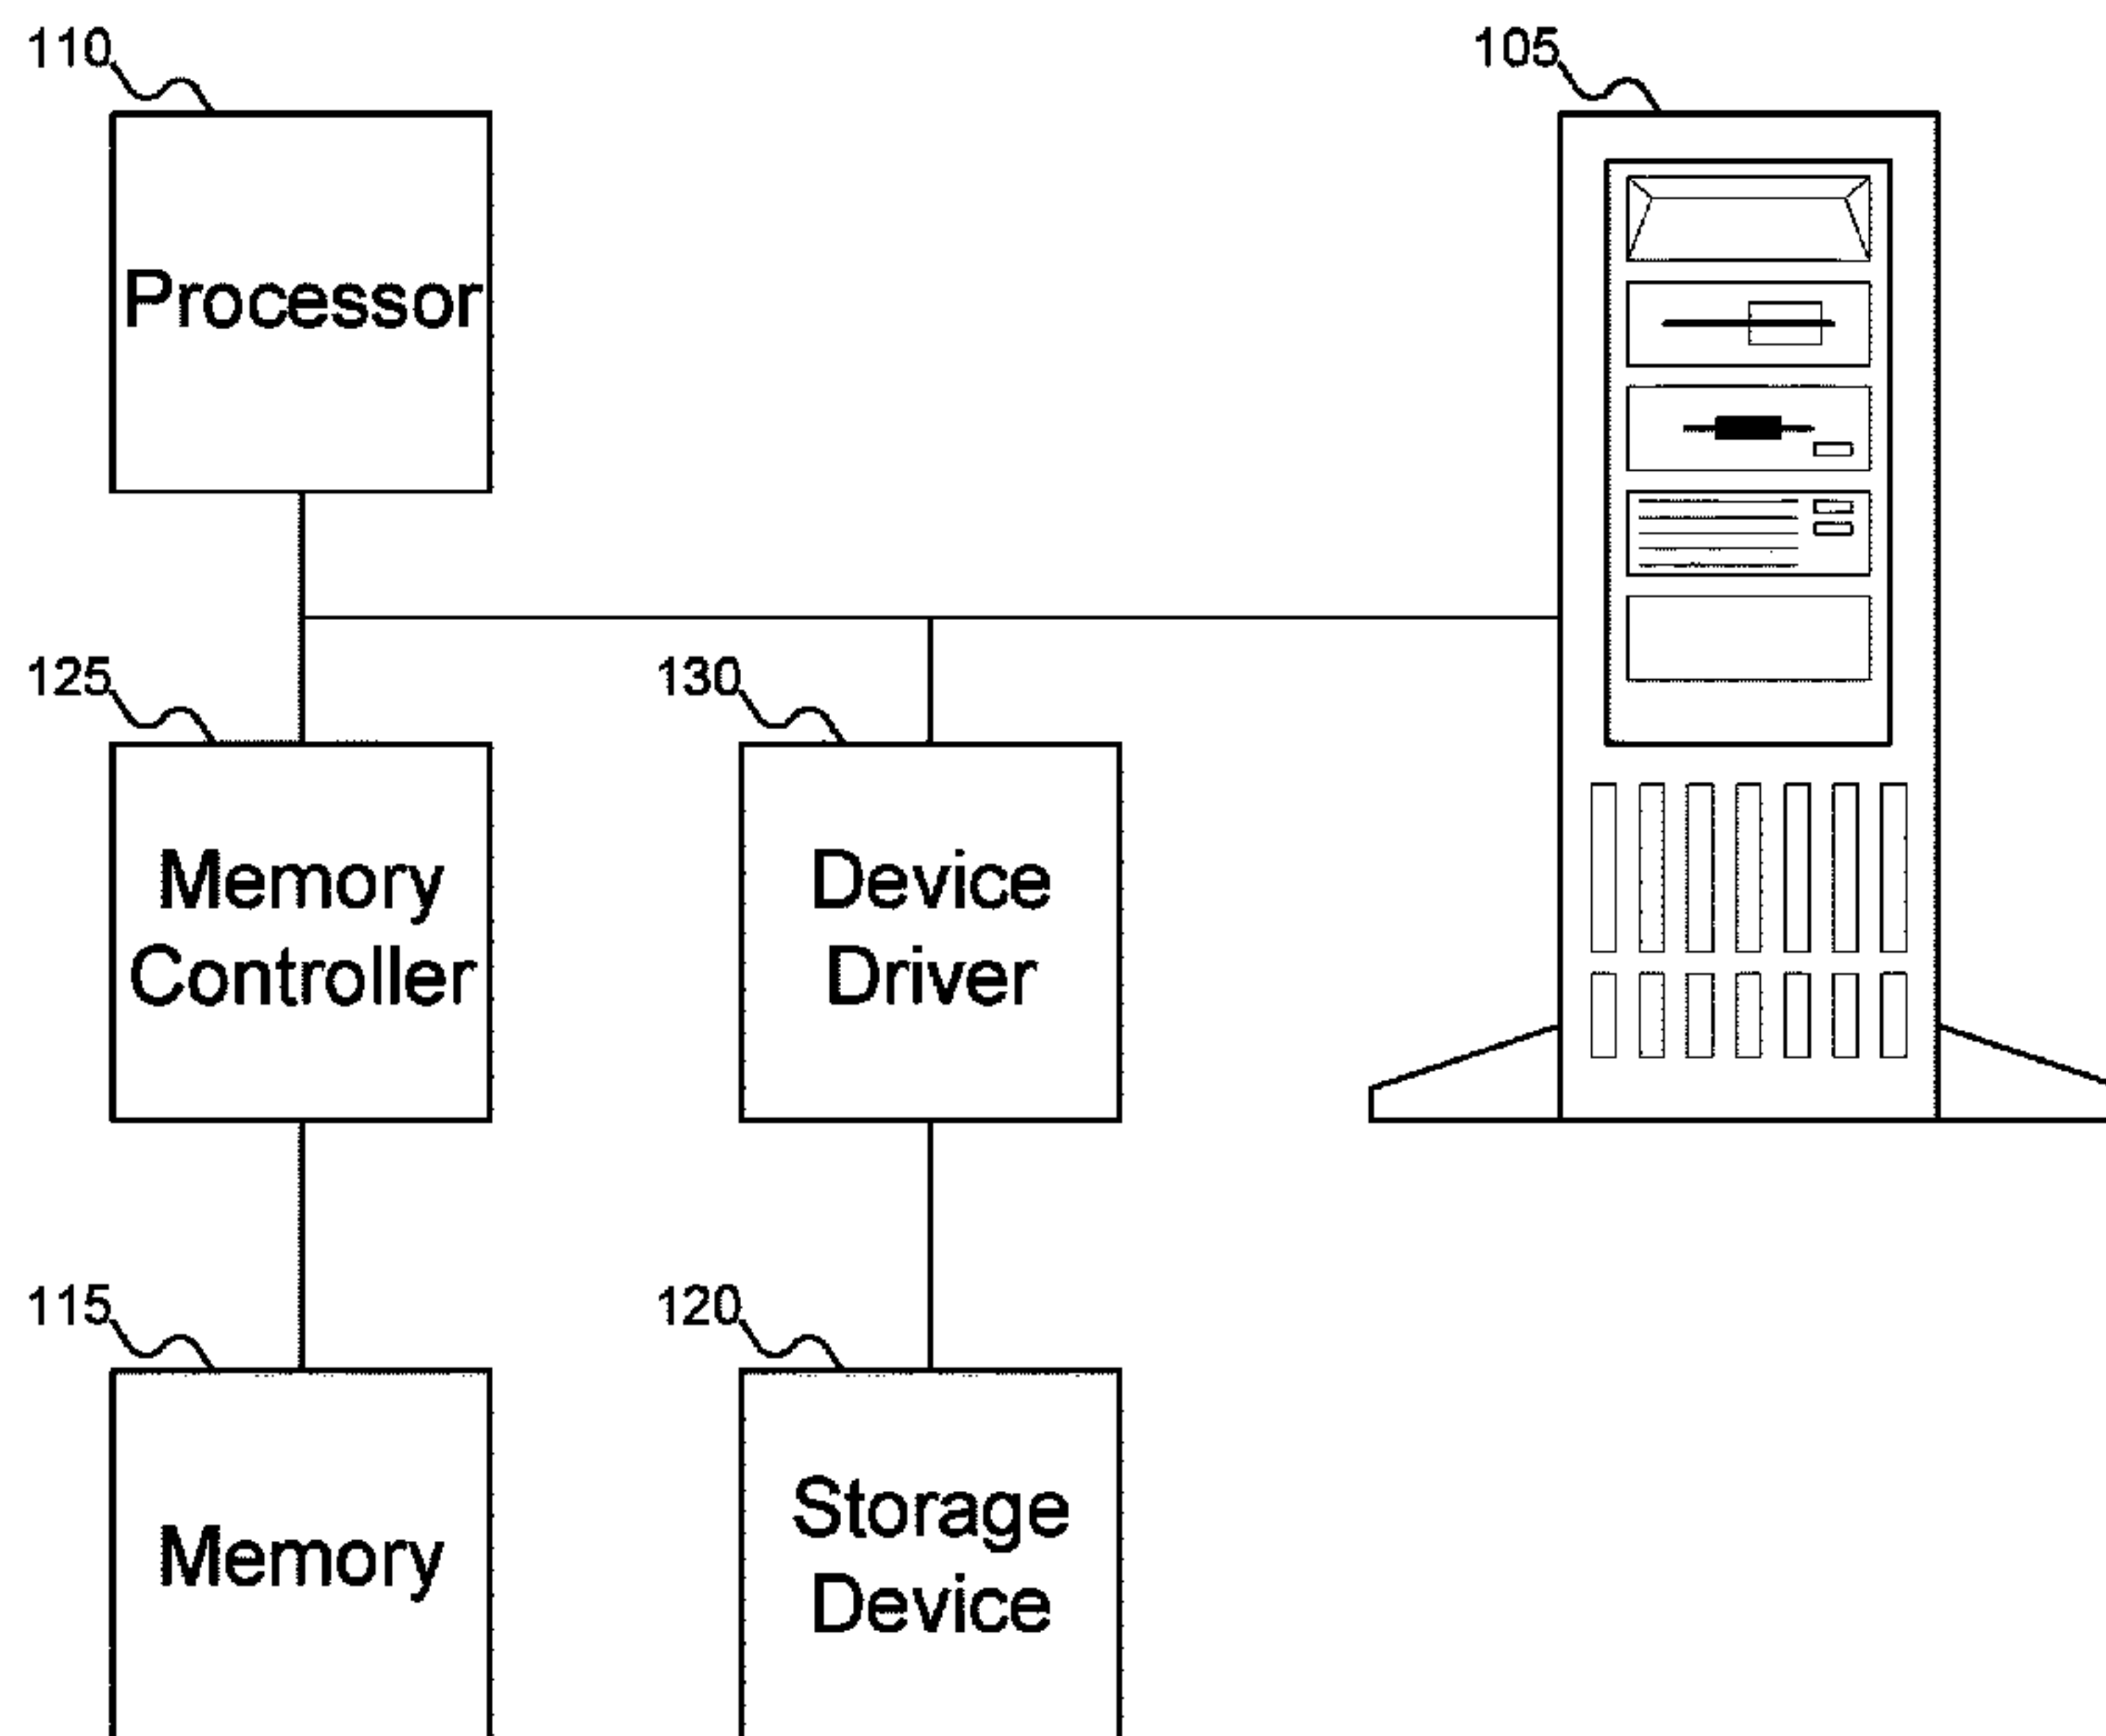 110
105
Processor
125
130
Memory
Controller
Device
Driver
115
120
Memory
Storage
Device